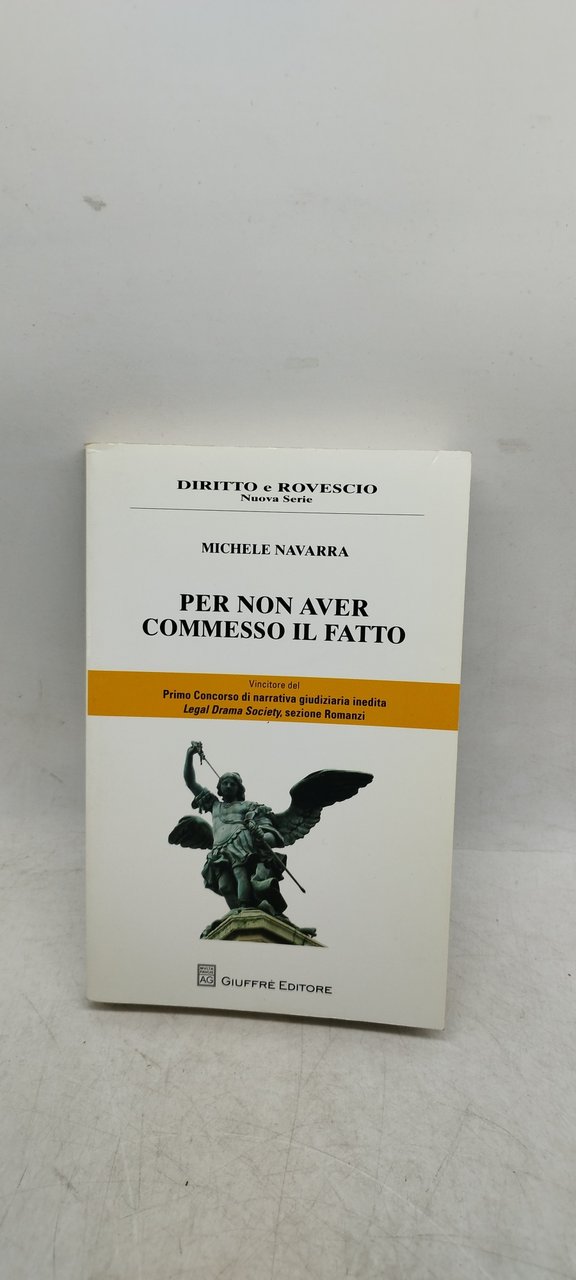 DIRITTO e ROVESCIO
Nuova Serie
MICHELE NAVARRA
PER NON AVER
COMMESSO IL FATTO
Vincitore del
Primo Concorso di narrativa giudiziaria inedita
Legal Drama Society, sezione Romanzi
AG GIUFFRÈ EDITORE